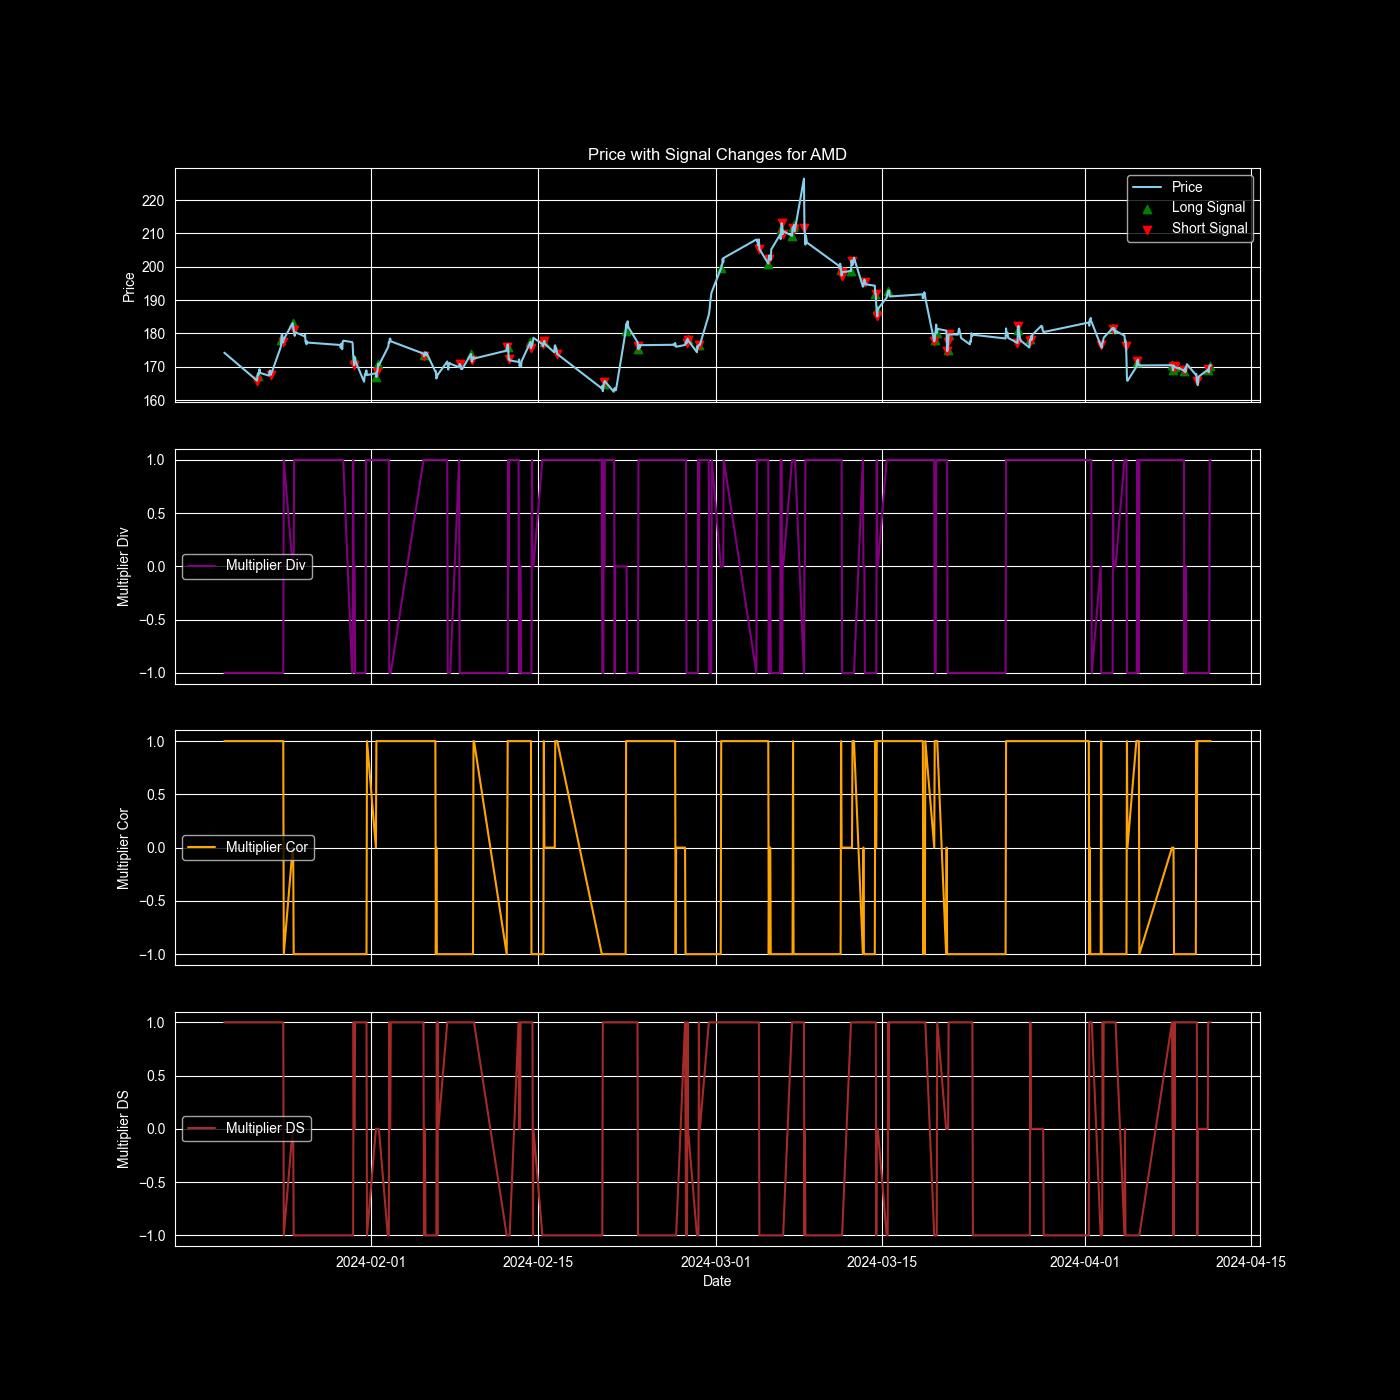 Price with Signal Changes for AMD
Price
220
210
200
190
180
170
160
Price
Long Signal
Short Signal
Multiplier Div
1.0
0.5
0.0
−0.5
−1.0
Multiplier Div
Multiplier Cor
1.0
0.5
0.0
−0.5
−1.0
Multiplier Cor
Multiplier DS
1.0
0.5
0.0
−0.5
−1.0
Multiplier DS
2024-02-01 2024-02-15 2024-03-01 2024-03-15 2024-04-01 2024-04-15
Date